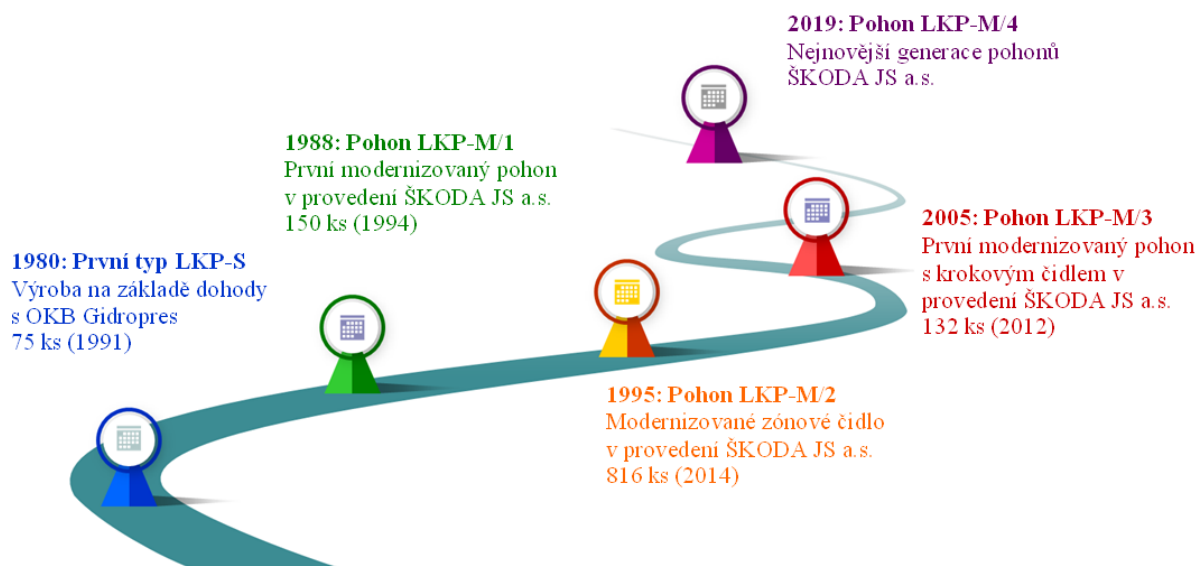 2019: Pohon LKP-M/4
Nejnovější generace pohonů
ŠKODA JS a.s.
1988: Pohon LKP-M/1
První modernizovaný pohon
v provedení ŠKODA JS a.s.
150 ks (1994)
2005: Pohon LKP-M/3
První modernizovaný pohon
s krokovým čidlem v
provedení ŠKODA JS a.s.
132 ks (2012)
1980: První typ LKP-S
Výroba na základě dohody
s OKB Gidropres
75 ks (1991)
1995: Pohon LKP-M/2
Modernizované zónové čidlo
v provedení ŠKODA JS a.s.
816 ks (2014)